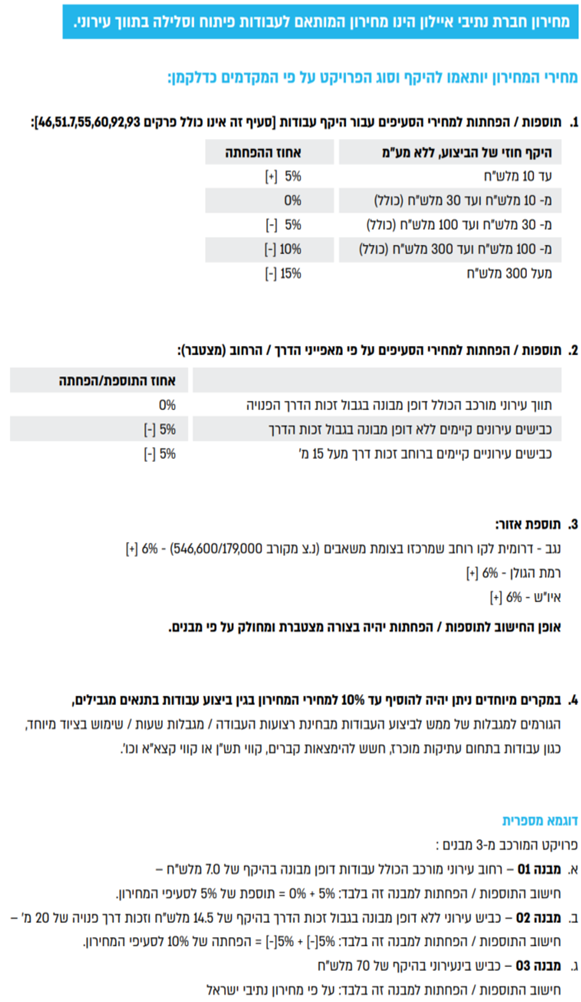 מחירון חברת נתיבי איילון הינו מחירון המותאם לעבודות פיתוח וסלילה בתווך עירוני.
מחירי המחירון יותאמו להיקף וסוג הפרויקט על פי המקדמים כדלקמן:
1. תוספות / הפחתות למחירי הסעיפים עבור היקף עבודות [סעיף זה אינו כולל פרקים 46,51.7,55,60,92,93]:
היקף חוזי של הביצוע, ללא מע"מ אחוז ההפחתה
עד 10 מלש"ח 5% [+]
מ- 10 מלש"ח ועד 30 מלש"ח (כולל) 0%
מ- 30 מלש"ח ועד 100 מלש"ח (כולל) 5% [-]
מ- 100 מלש"ח ועד 300 מלש"ח (כולל) 10% [-]
מעל 300 מלש"ח 15% [-]
2. תוספות / הפחתות למחירי הסעיפים על פי מאפייני הדרך / הרחוב (מצטבר):
אחוז התוספת/הפחתה
תווך עירוני מורכב הכולל דופן מבונה בגבול זכות הדרך הפנויה 0%
כבישים עירונים קיימים ללא דופן מבונה בגבול זכות הדרך 5% [-]
כבישים עירוניים קיימים ברוחב זכות דרך מעל 15 מ' 5% [-]
3. תוספת אזור:
נגב - דרומית לקו רוחב שמרכזו בצומת משאבים (נ.צ מקורב 546,600/179,000) - 6% [+]
רמת הגולן - 6% [+]
איו"ש - 6% [+]
אופן החישוב לתוספות / הפחתות יהיה בצורה מצטברת ומחולק על פי מבנים.
4. במקרים מיוחדים ניתן יהיה להוסיף עד 10% למחירי המחירון בגין ביצוע עבודות בתנאים מגבילים,
הגורמים למגבלות של ממש לביצוע העבודות מבחינת רצועות העבודה / מגבלות שעות / שימוש בציוד מיוחד,
כגון עבודות בתחום עתיקות מוכרז, חשש להימצאות קברים, קווי תש"ן או קווי קצא"א וכו'.
דוגמא מספרית
פרויקט המורכב מ-3 מבנים :
א. מבנה 01 – רחוב עירוני מורכב הכולל עבודות דופן מבונה בהיקף של 7.0 מלש"ח –
חישוב התוספות / הפחתות למבנה זה בלבד: 5% + 0% = תוספת של 5% לסעיפי המחירון.
ב. מבנה 02 – כביש עירוני ללא דופן מבונה בגבול זכות הדרך בהיקף של 14.5 מלש"ח וזכות דרך פנויה של 20 מ' –
חישוב התוספות / הפחתות למבנה זה בלבד: 5%[-] + 5%[-] = הפחתה של 10% לסעיפי המחירון.
ג. מבנה 03 – כביש בינעירוני בהיקף של 70 מלש"ח
חישוב התוספות / הפחתות למבנה זה בלבד: על פי מחירון נתיבי ישראל